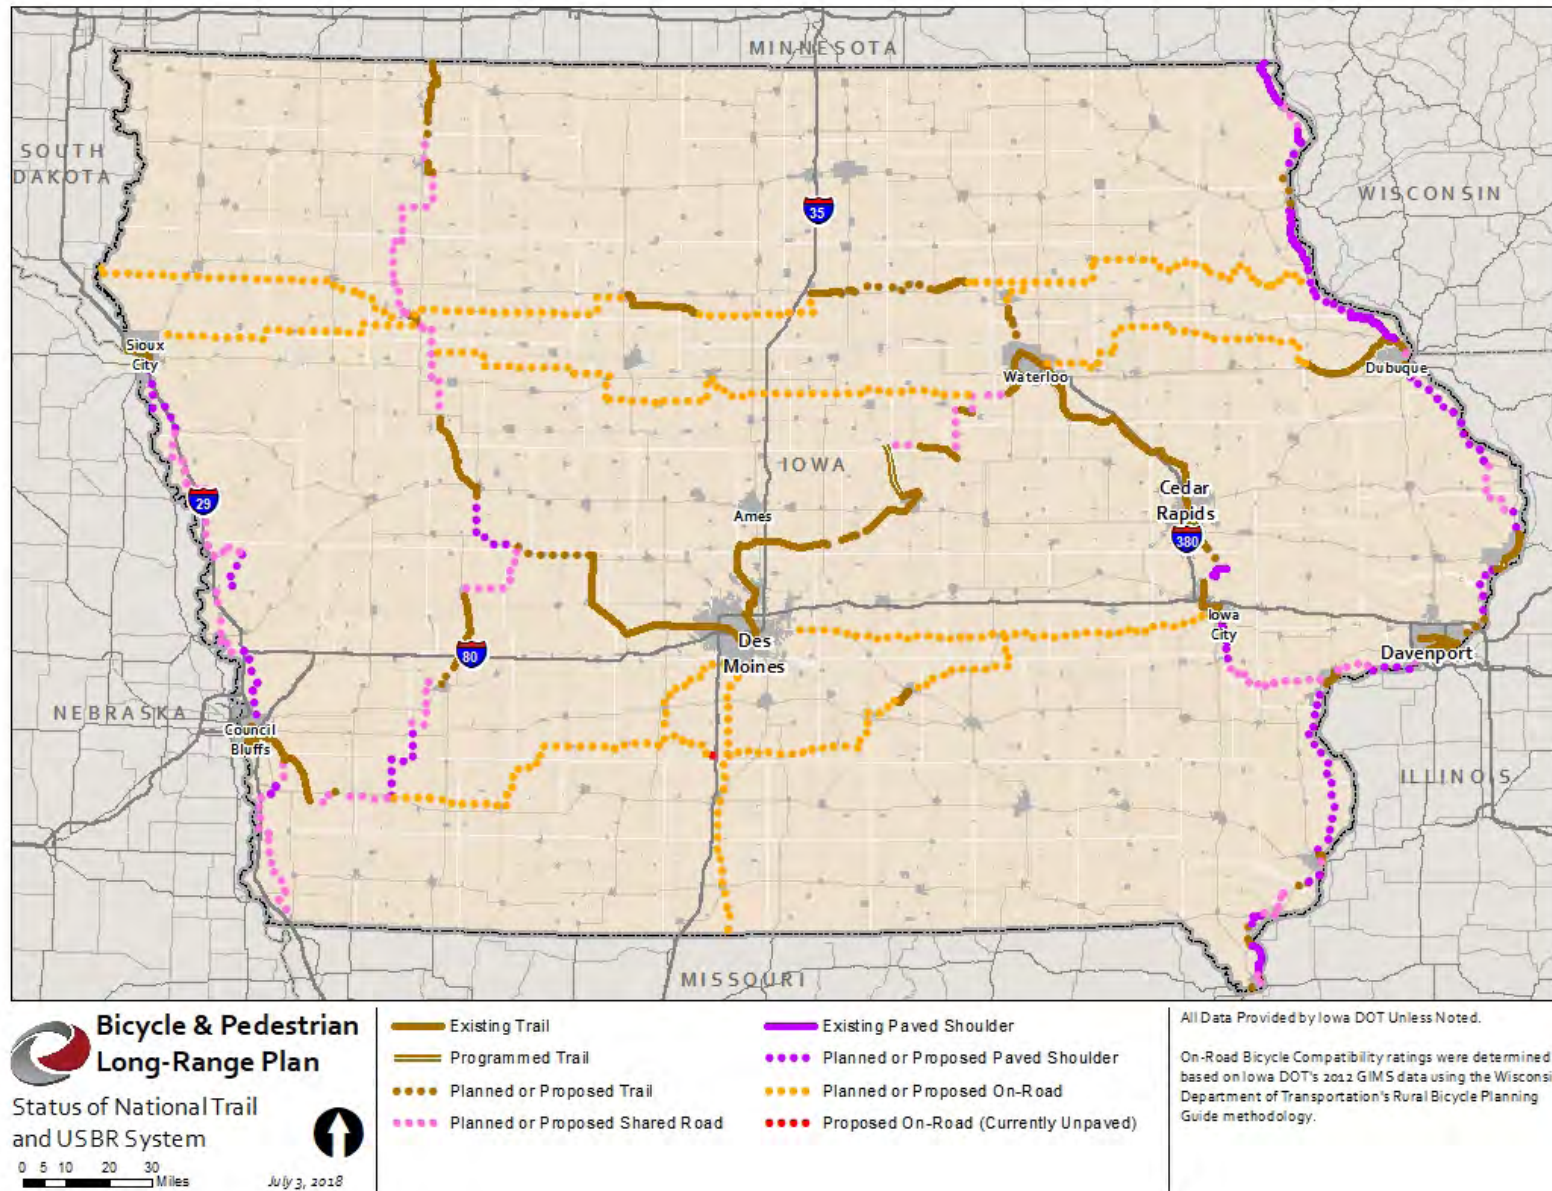 MINNESOTA
SOUTH
DAKOTA
WISCONSIN
35
Sioux
City
Waterloo
Dubuque
IOWA
29
Ames
Cedar
Rapids
380
Iowa
City
Des
Moines
80
Davenport
NEBRASKA
Council
Bluffs
ILLINOIS
MISSOURI
Bicycle & Pedestrian
Long-Range Plan
Status of National Trail
and USBR System
0 5 10 20 30
Miles
July 3, 2018
Existing Trail
Programmed Trail
Planned or Proposed Trail
Planned or Proposed Shared Road
Existing Paved Shoulder
Planned or Proposed Paved Shoulder
Planned or Proposed On-Road
Proposed On-Road (Currently Unpaved)
All Data Provided by Iowa DOT Unless Noted.
On-Road Bicycle Compatibility ratings were determined
based on Iowa DOT's 2012 GIMS data using the Wisconsi
Department of Transportation's Rural Bicycle Planning
Guide methodology.